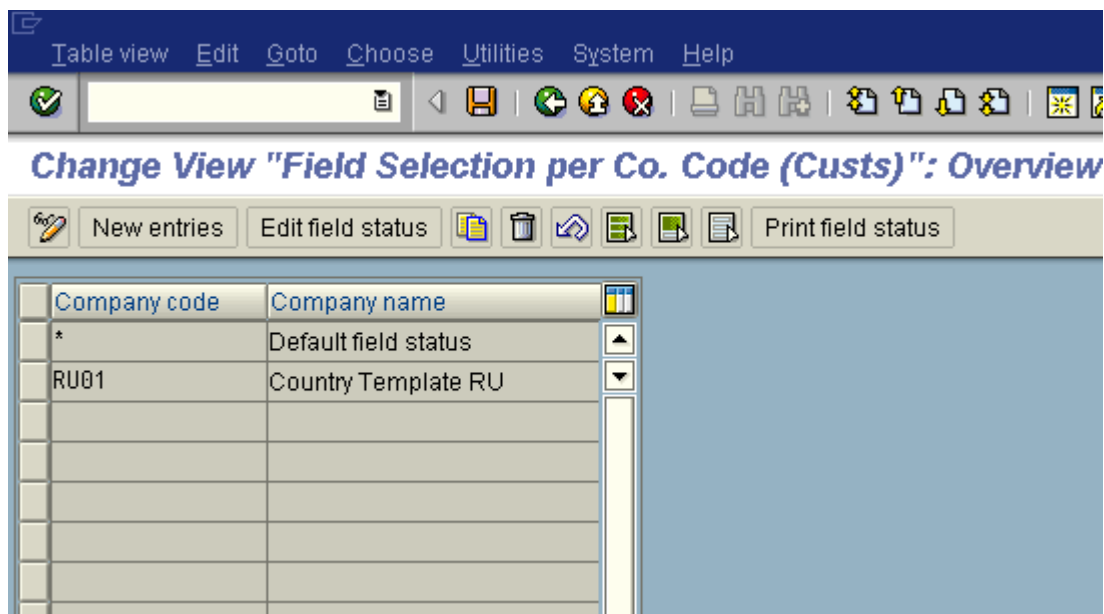 Table view Edit Goto Choose Utilities System Help
Change View "Field Selection per Co. Code (Custs)": Overview
New entries Edit field status Print field status
Company code Company name
* Default field status
RU01 Country Template RU